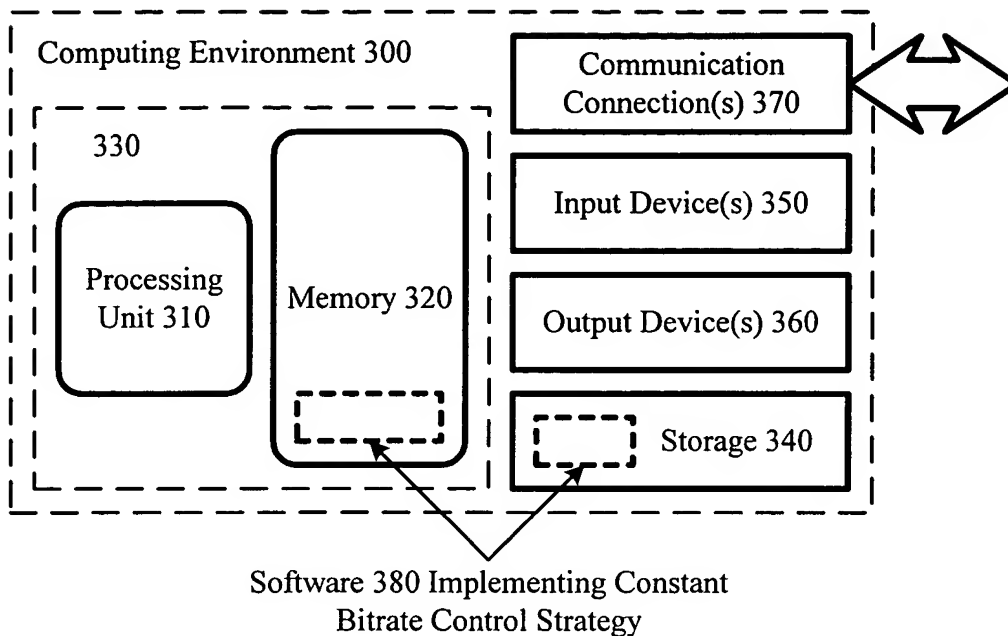 Computing Environment 300
330
Processing
Unit 310
Memory 320
Communication
Connection(s) 370
Input Device(s) 350
Output Device(s) 360
Storage 340
Software 380 Implementing Constant
Bitrate Control Strategy